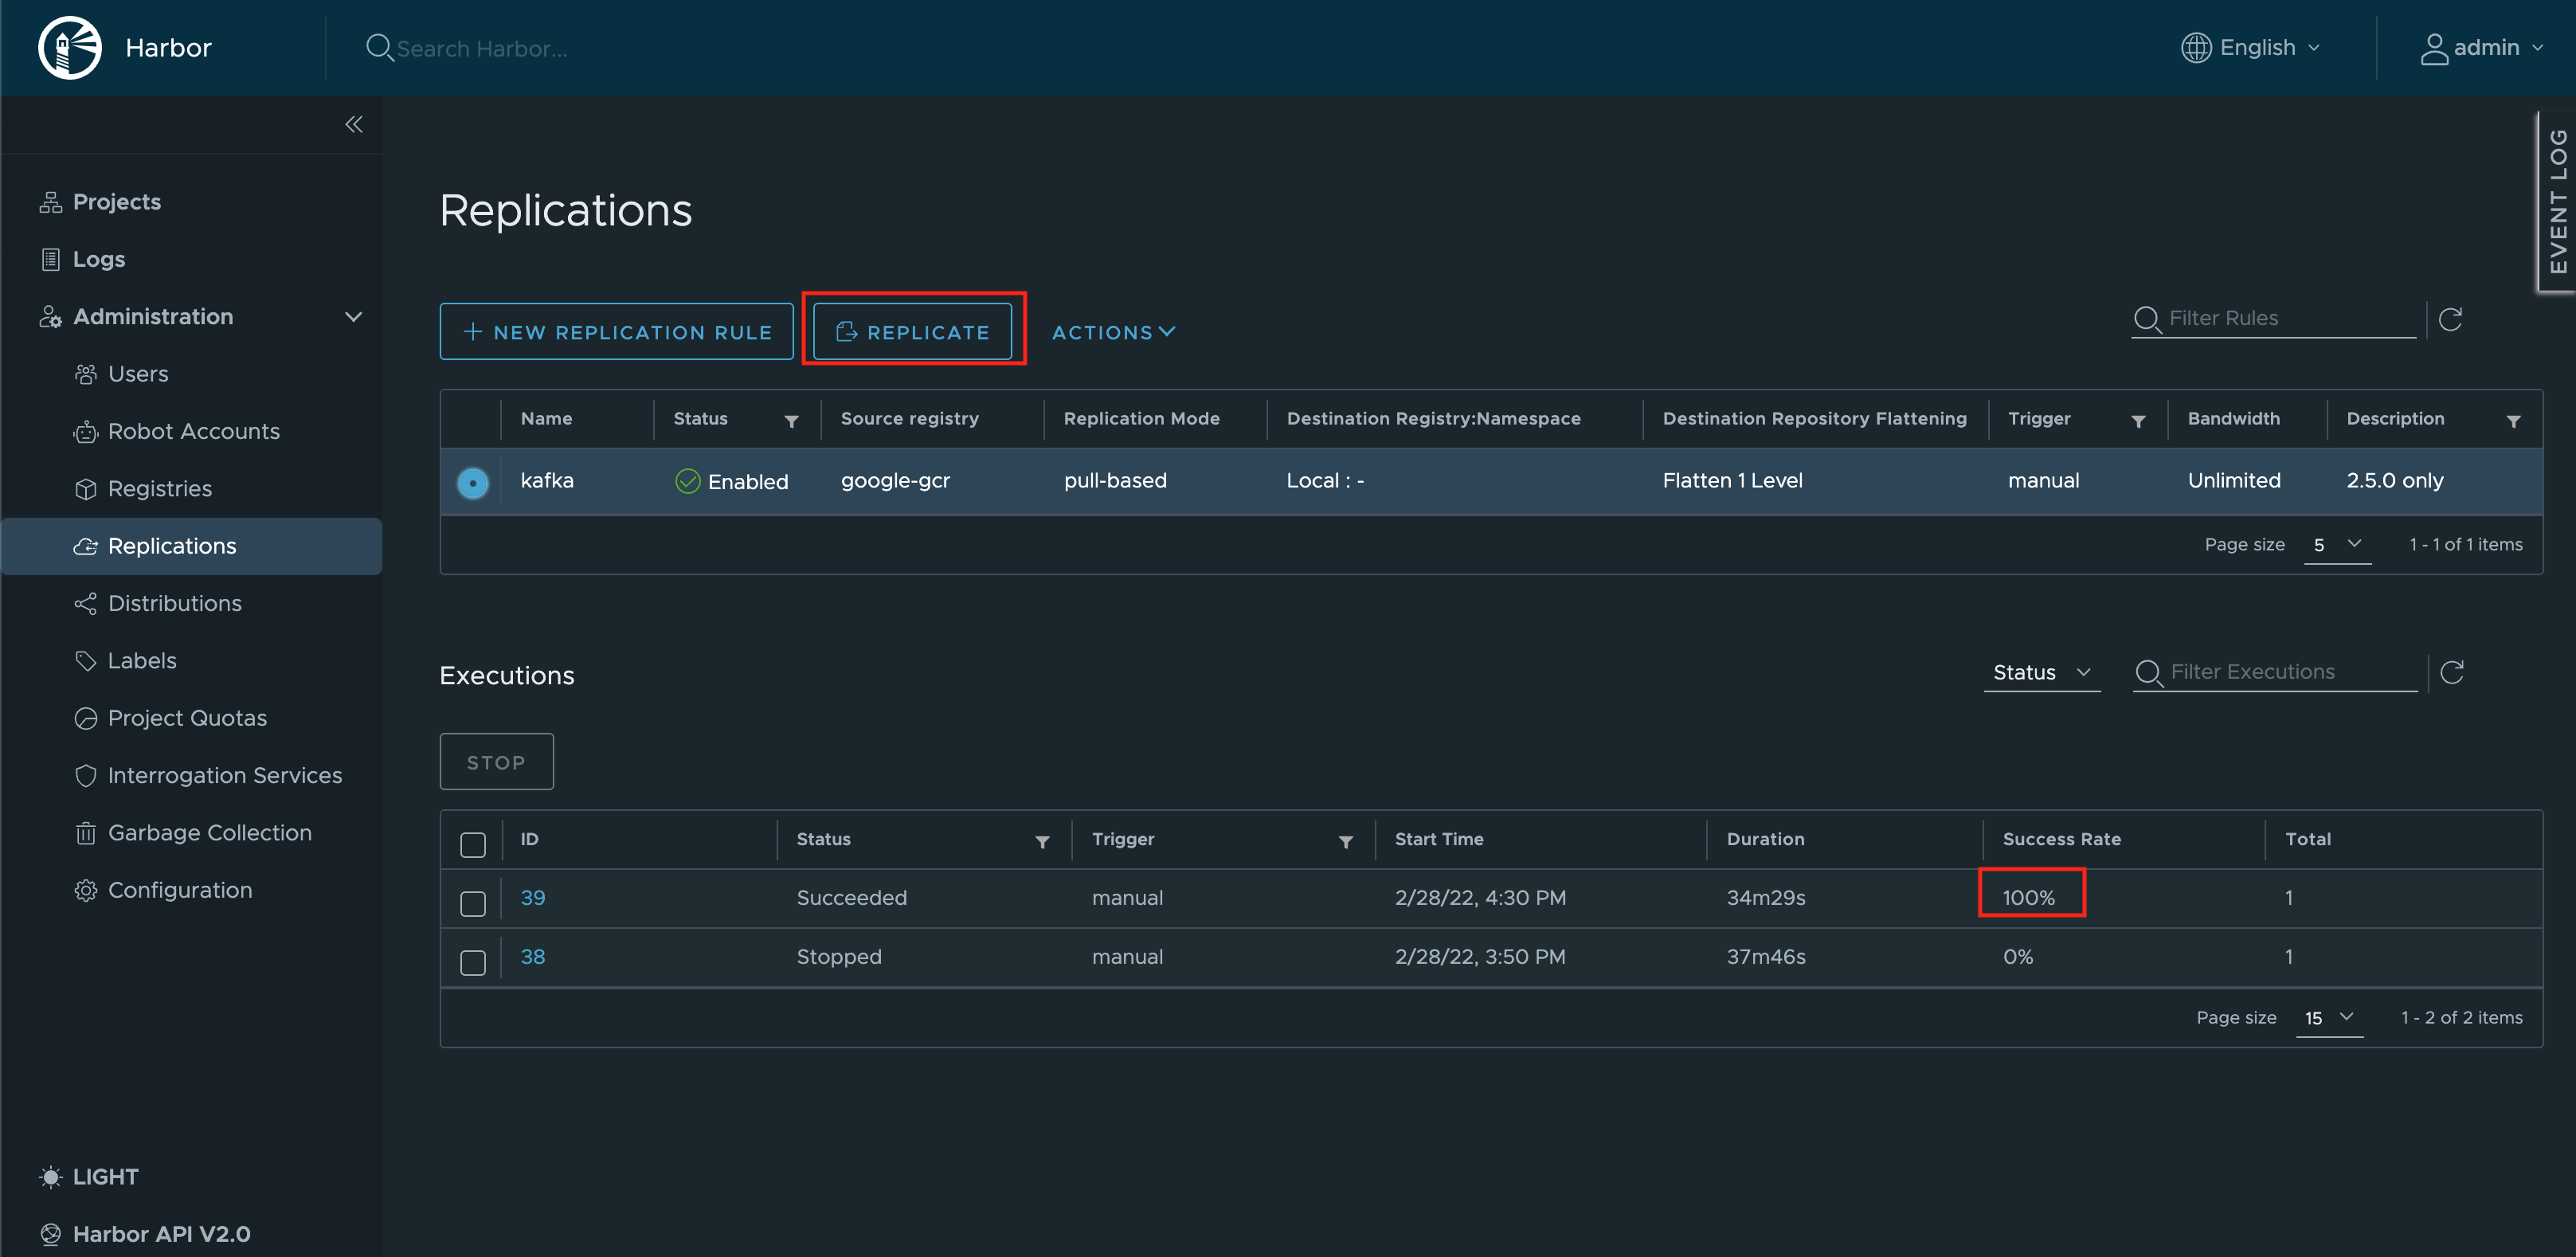 Harbor
Search Harbor...
English
admin
EVENT LOG
Projects
Logs
Administration
Users
Robot Accounts
Registries
Replications
Distributions
Labels
Project Quotas
Interrogation Services
Garbage Collection
Configuration
LIGHT
Harbor API V2.0
Replications
+ NEW REPLICATION RULE REPLICATE ACTIONS
Filter Rules
Name Status Source registry Replication Mode Destination Registry:Namespace Destination Repository Flattening Trigger Bandwidth Description
kafka Enabled google-gcr pull-based Local : - Flatten 1 Level manual Unlimited 2.5.0 only
Page size 5 1 - 1 of 1 items
Executions
Status
Filter Executions
STOP
ID Status Trigger Start Time Duration Success Rate Total
39 Succeeded manual 2/28/22, 4:30 PM 34m29s 100% 1
38 Stopped manual 2/28/22, 3:50 PM 37m46s 0% 1
Page size 15 1 - 2 of 2 items